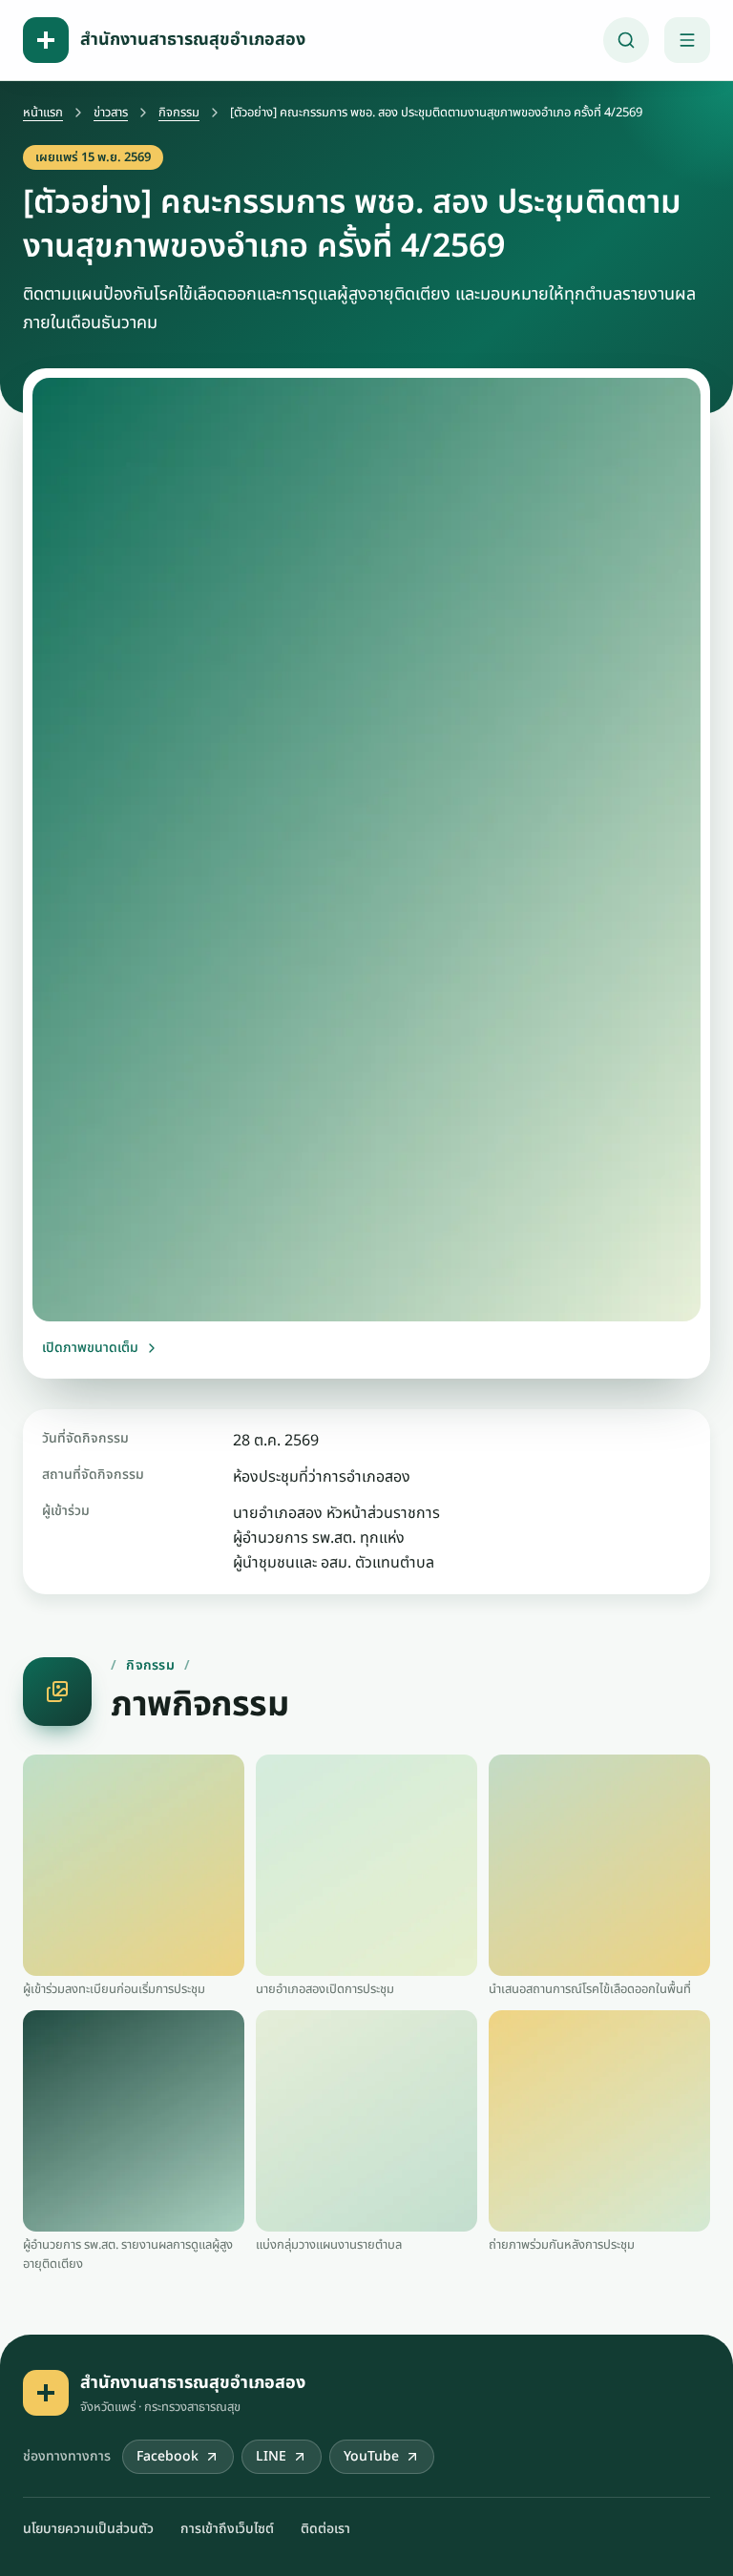 สำนักงานสาธารณสุขอำเภอสอง
หน้าแรก
ข่าวสาร
กิจกรรม
[ตัวอย่าง] คณะกรรมการ พชอ. สอง ประชุมติดตามงานสุขภาพของอำเภอ ครั้งที่ 4/2569
เผยแพร่ 15 พ.ย. 2569
[ตัวอย่าง] คณะกรรมการ พชอ. สอง ประชุมติดตาม
งานสุขภาพของอำเภอ ครั้งที่ 4/2569
ติดตามแผนป้องกันโรคไข้เลือดออกและการดูแลผู้สูงอายุติดเตียง และมอบหมายให้ทุกตำบลรายงานผล
ภายในเดือนธันวาคม
เปิดภาพขนาดเต็ม
วันที่จัดกิจกรรม
28 ต.ค. 2569
สถานที่จัดกิจกรรม
ห้องประชุมที่ว่าการอำเภอสอง
ผู้เข้าร่วม
นายอำเภอสอง หัวหน้าส่วนราชการ
ผู้อำนวยการ รพ.สต. ทุกแห่ง
ผู้นำชุมชนและ อสม. ตัวแทนตำบล
/ กิจกรรม /
ภาพกิจกรรม
ผู้เข้าร่วมลงทะเบียนก่อนเริ่มการประชุม
นายอำเภอสองเปิดการประชุม
นำเสนอสถานการณ์โรคไข้เลือดออกในพื้นที่
ผู้อำนวยการ รพ.สต. รายงานผลการดูแลผู้สูง
อายุติดเตียง
แบ่งกลุ่มวางแผนงานรายตำบล
ถ่ายภาพร่วมกันหลังการประชุม
สำนักงานสาธารณสุขอำเภอสอง
จังหวัดแพร่ · กระทรวงสาธารณสุข
ช่องทางทางการ
Facebook
LINE
YouTube
นโยบายความเป็นส่วนตัว
การเข้าถึงเว็บไซต์
ติดต่อเรา